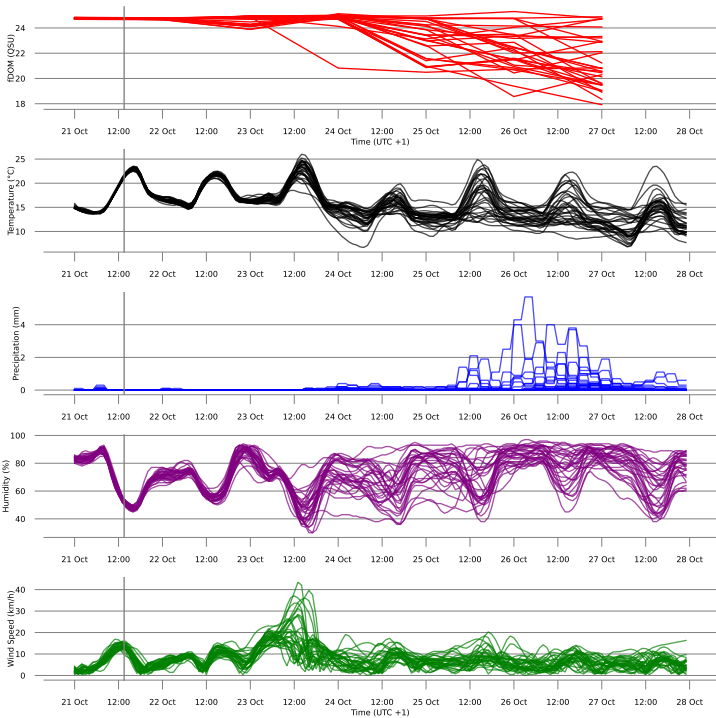 fDOM (QSU)
24
22
20
18
21 Oct 12:00 22 Oct 12:00 23 Oct 12:00 24 Oct 12:00 25 Oct 12:00 26 Oct 12:00 27 Oct 12:00 28 Oct
Time (UTC +1)
Temperature (°C)
25
20
15
10
21 Oct 12:00 22 Oct 12:00 23 Oct 12:00 24 Oct 12:00 25 Oct 12:00 26 Oct 12:00 27 Oct 12:00 28 Oct
Precipitation (mm)
4
2
0
21 Oct 12:00 22 Oct 12:00 23 Oct 12:00 24 Oct 12:00 25 Oct 12:00 26 Oct 12:00 27 Oct 12:00 28 Oct
Humidity (%)
100
80
60
40
21 Oct 12:00 22 Oct 12:00 23 Oct 12:00 24 Oct 12:00 25 Oct 12:00 26 Oct 12:00 27 Oct 12:00 28 Oct
Wind Speed (km/h)
40
30
20
10
0
21 Oct 12:00 22 Oct 12:00 23 Oct 12:00 24 Oct 12:00 25 Oct 12:00 26 Oct 12:00 27 Oct 12:00 28 Oct
Time (UTC +1)